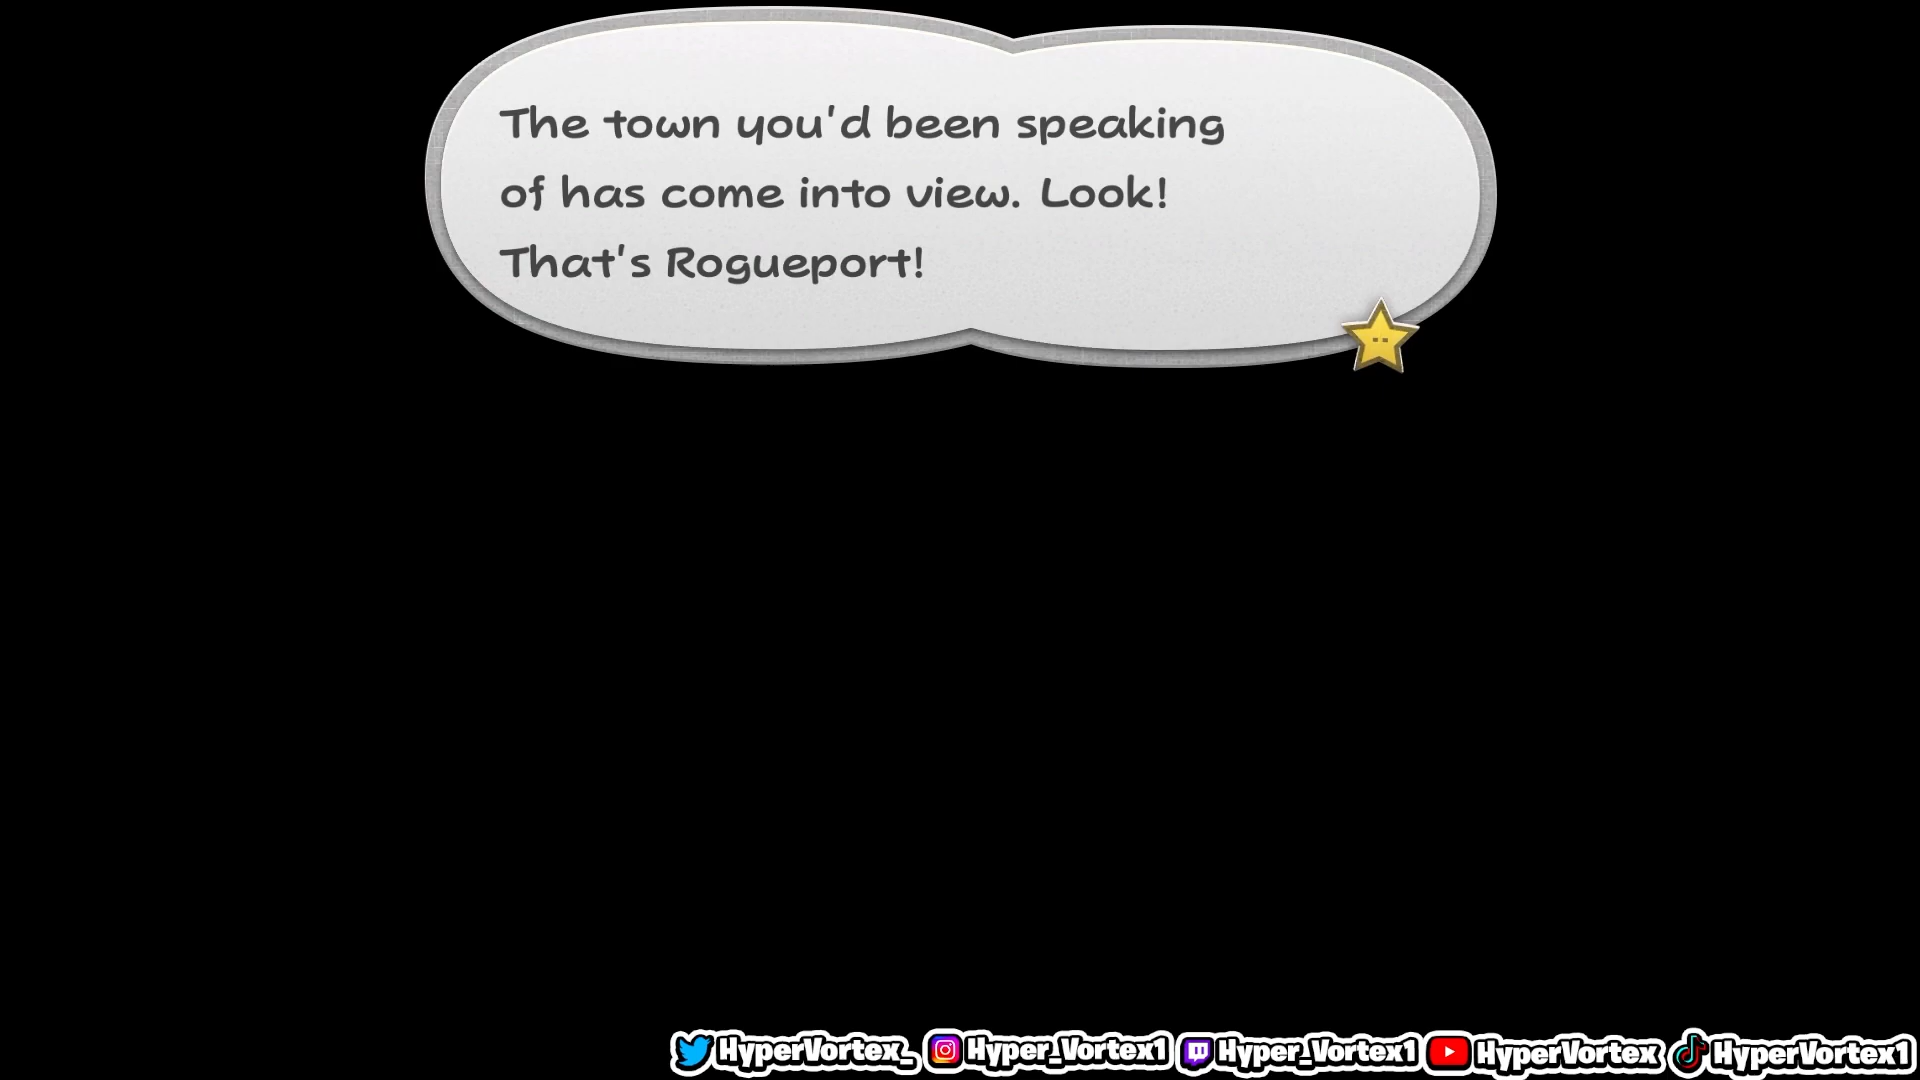 The town you'd been speaking
of has come into view. Look!
That's Rogueport!
HyperVortex_ Hyper_Vortex1 Hyper_Vortex1 HyperVortex HyperVortex1